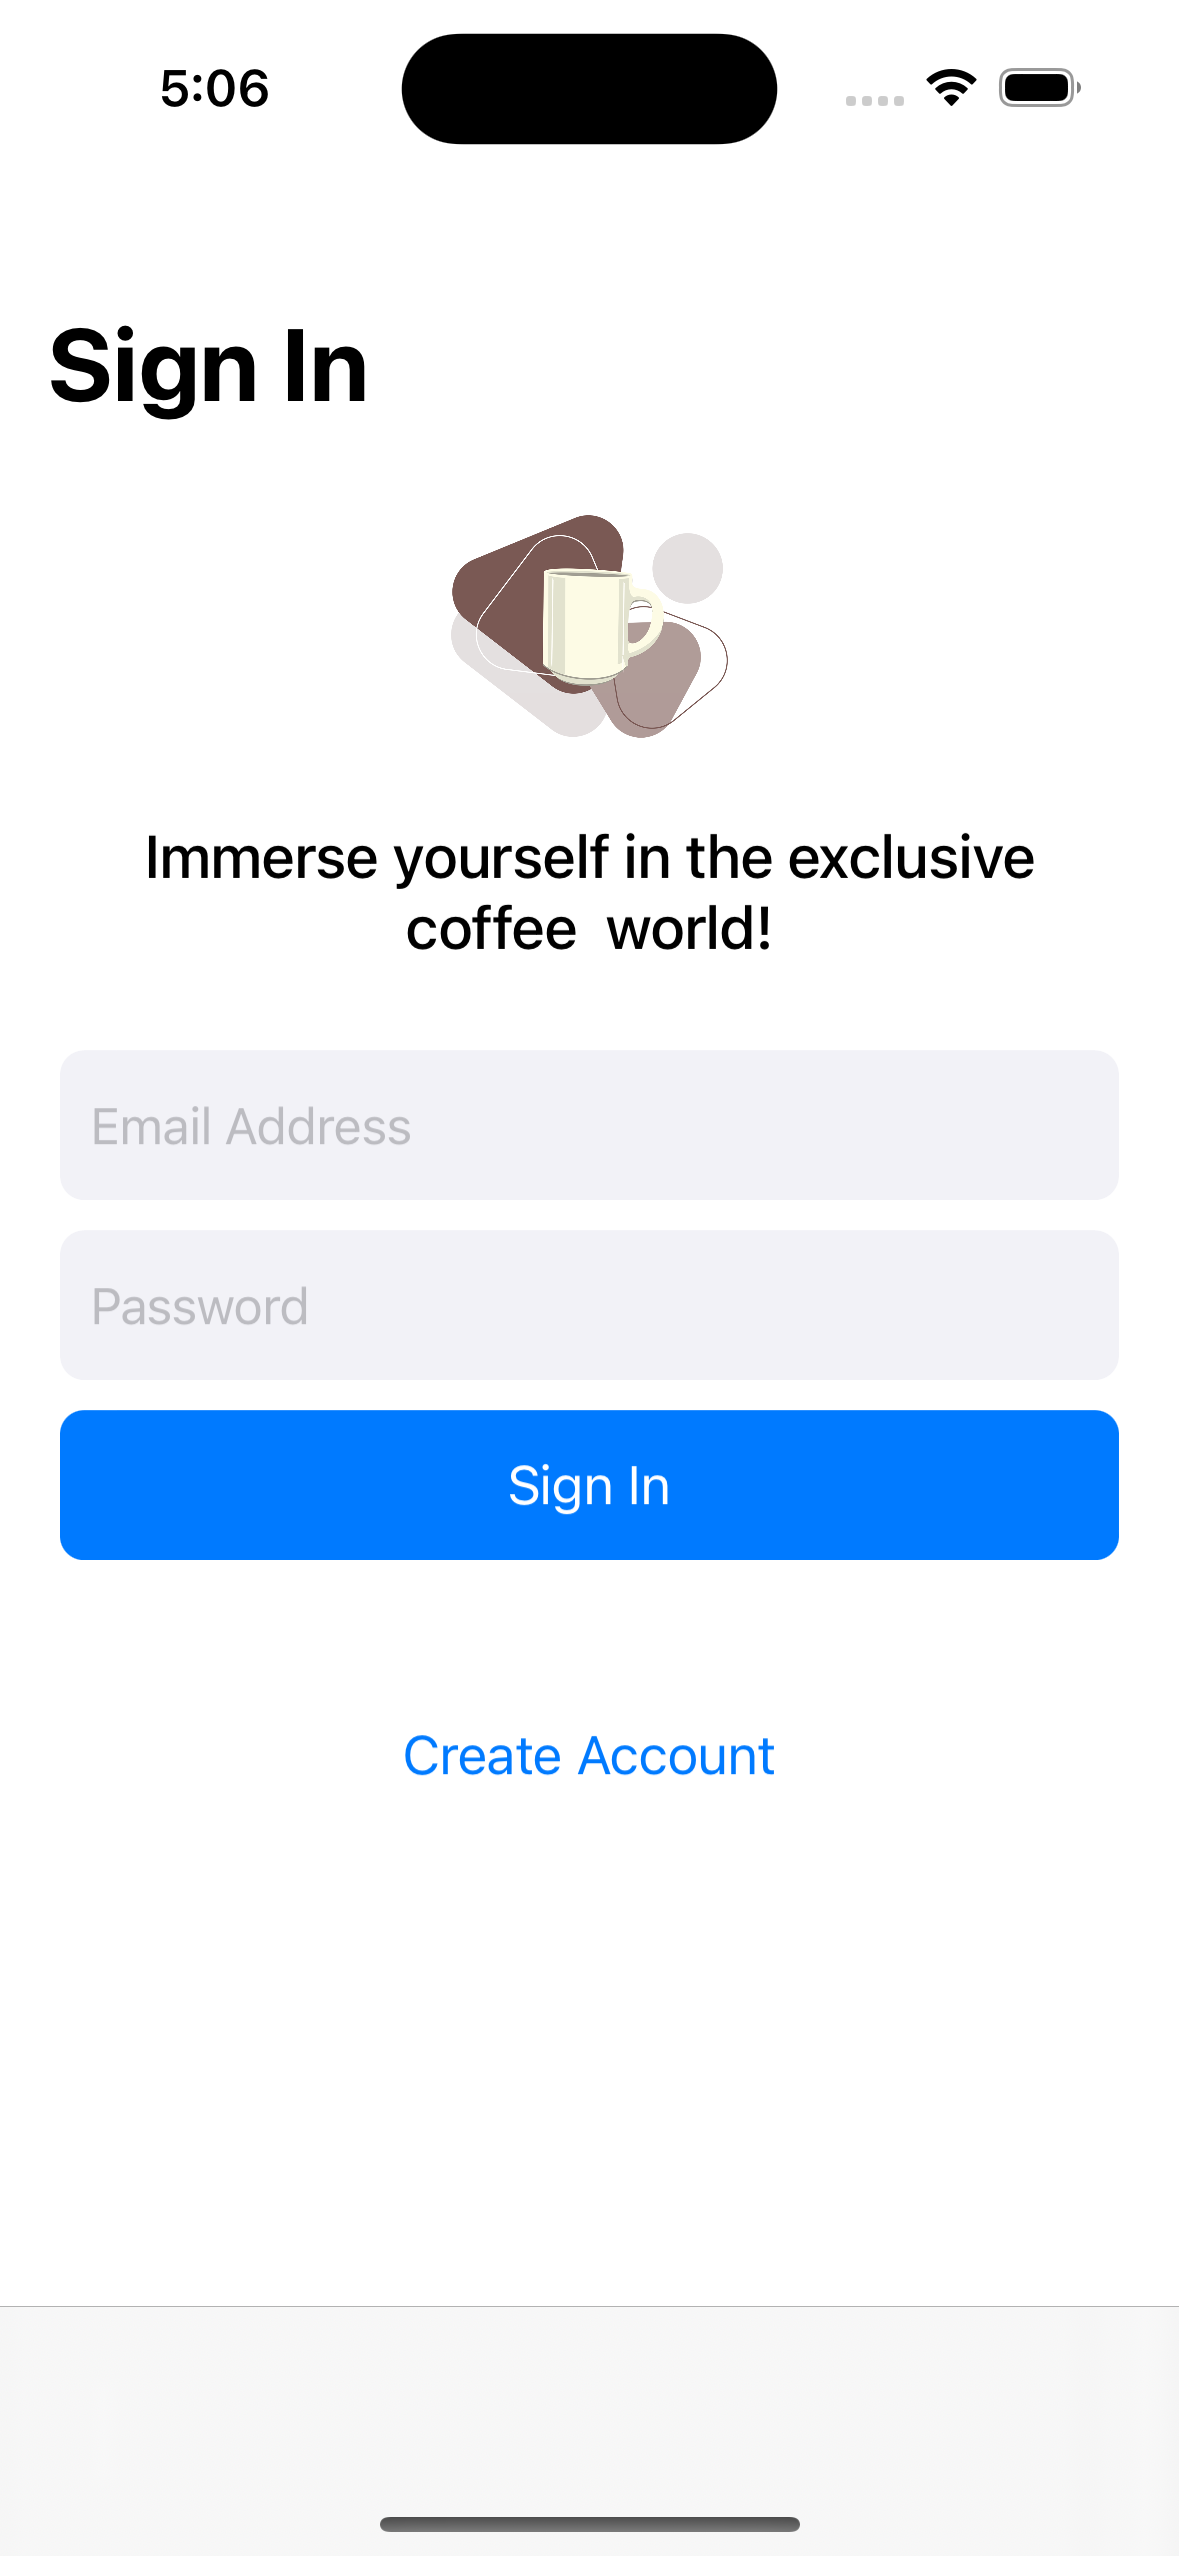 5:06
Sign In
Immerse yourself in the exclusive
coffee  world!
Email Address
Password
Sign In
Create Account